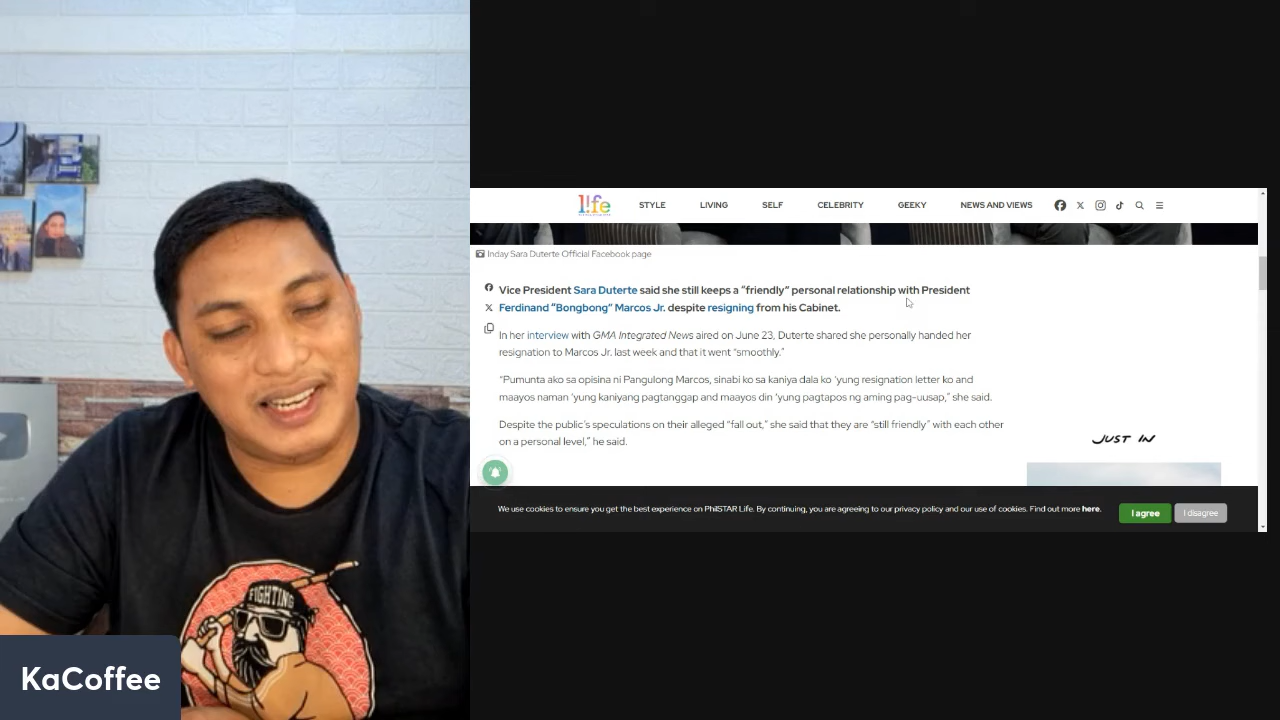 FIGHTING
KaCoffee
l!fe
STYLE
LIVING
SELF
CELEBRITY
GEEKY
NEWS AND VIEWS
Inday Sara Duterte Official Facebook page
Vice President Sara Duterte said she still keeps a “friendly” personal relationship with President
Ferdinand “Bongbong” Marcos Jr. despite resigning from his Cabinet.
In her interview with GMA Integrated News aired on June 23, Duterte shared she personally handed her
resignation to Marcos Jr. last week and that it went “smoothly.”
“Pumunta ako sa opisina ni Pangulong Marcos, sinabi ko sa kaniya dala ko ‘yung resignation letter ko and
maayos naman ‘yung kaniyang pagtanggap and maayos din ‘yung pagtapos ng aming pag-uusap,” she said.
Despite the public’s speculations on their alleged “fall out,” she said that they are “still friendly” with each other
on a personal level,” he said.
JUST IN
We use cookies to ensure you get the best experience on PhilSTAR Life. By continuing, you are agreeing to our privacy policy and our use of cookies. Find out more here.
I agree
I disagree